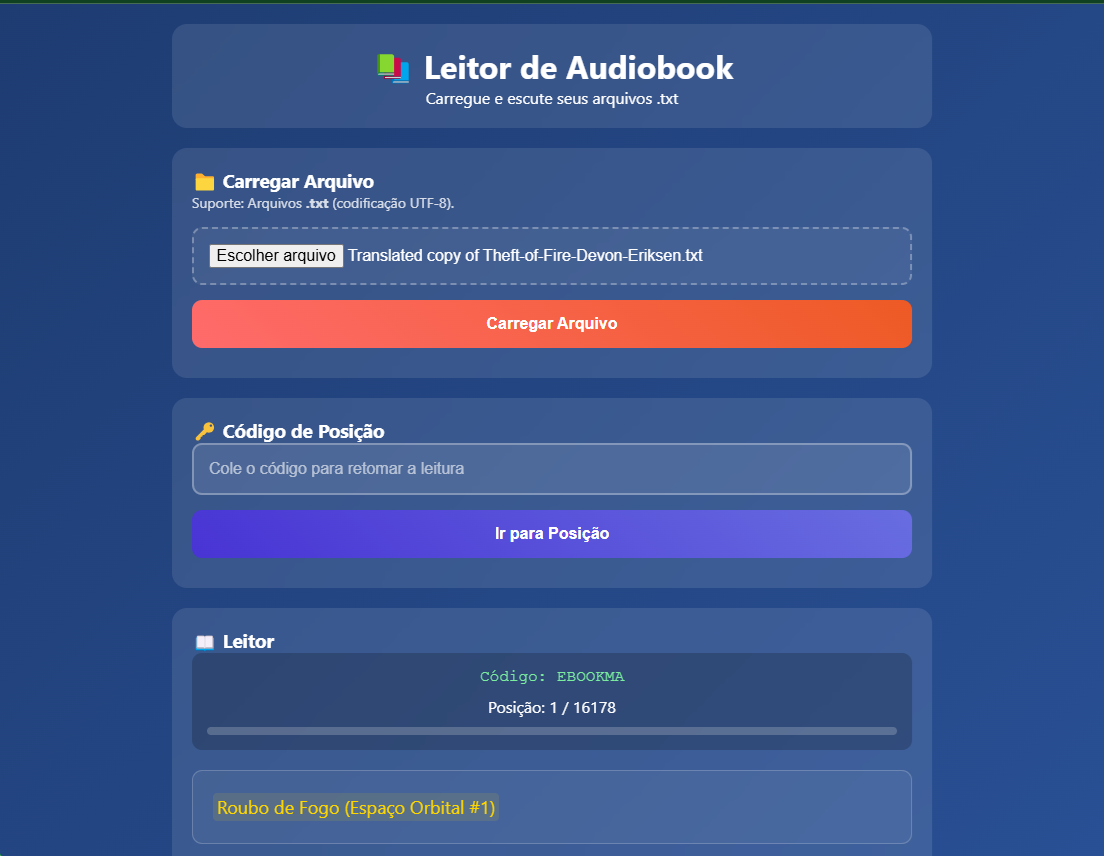 Leitor de Audiobook
Carregue e escute seus arquivos .txt
Carregar Arquivo
Suporte: Arquivos .txt (codificação UTF-8).
Escolher arquivo Translated copy of Theft-of-Fire-Devon-Eriksen.txt
Carregar Arquivo
Código de Posição
Cole o código para retomar a leitura
Ir para Posição
Leitor
Código: EBOOKMA
Posição: 1 / 16178
Roubo de Fogo (Espaço Orbital #1)